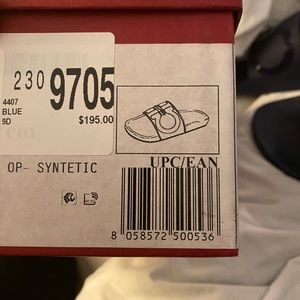 230 9705
4407
BLUE
9D
$195.00
OP- SYNTETIC
UPC/EAN
8 058572 500536